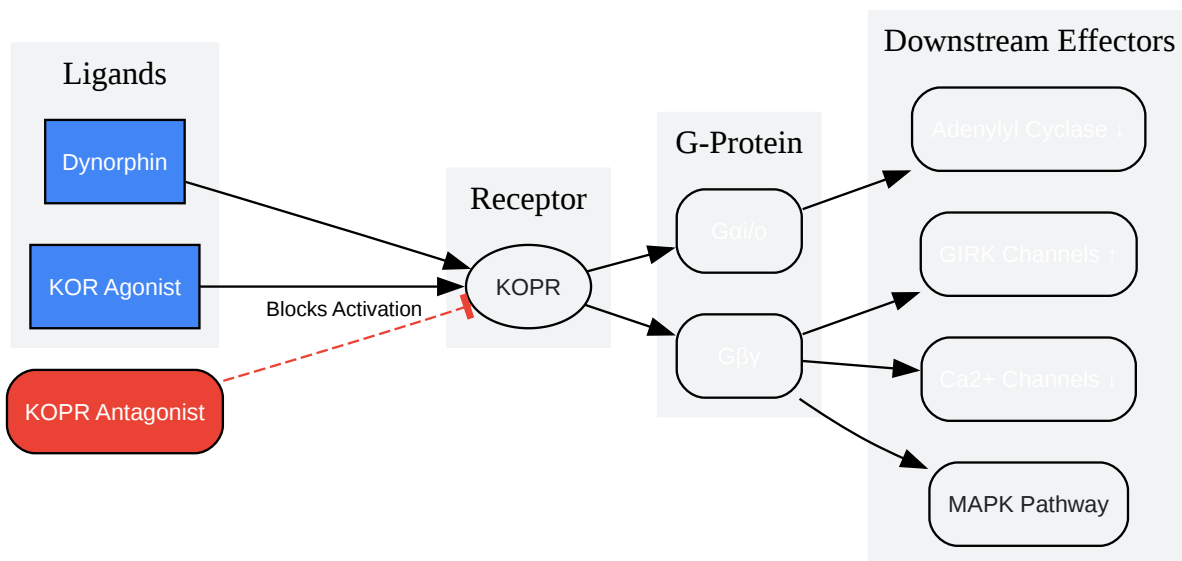 Ligands
Dynorphin
KOR Agonist
KOPR Antagonist
Blocks Activation
Receptor
KOPR
G-Protein
Gαi/o
Gβγ
Downstream Effectors
Adenylyl Cyclase ↓
GIRK Channels ↑
Ca2+ Channels ↓
MAPK Pathway